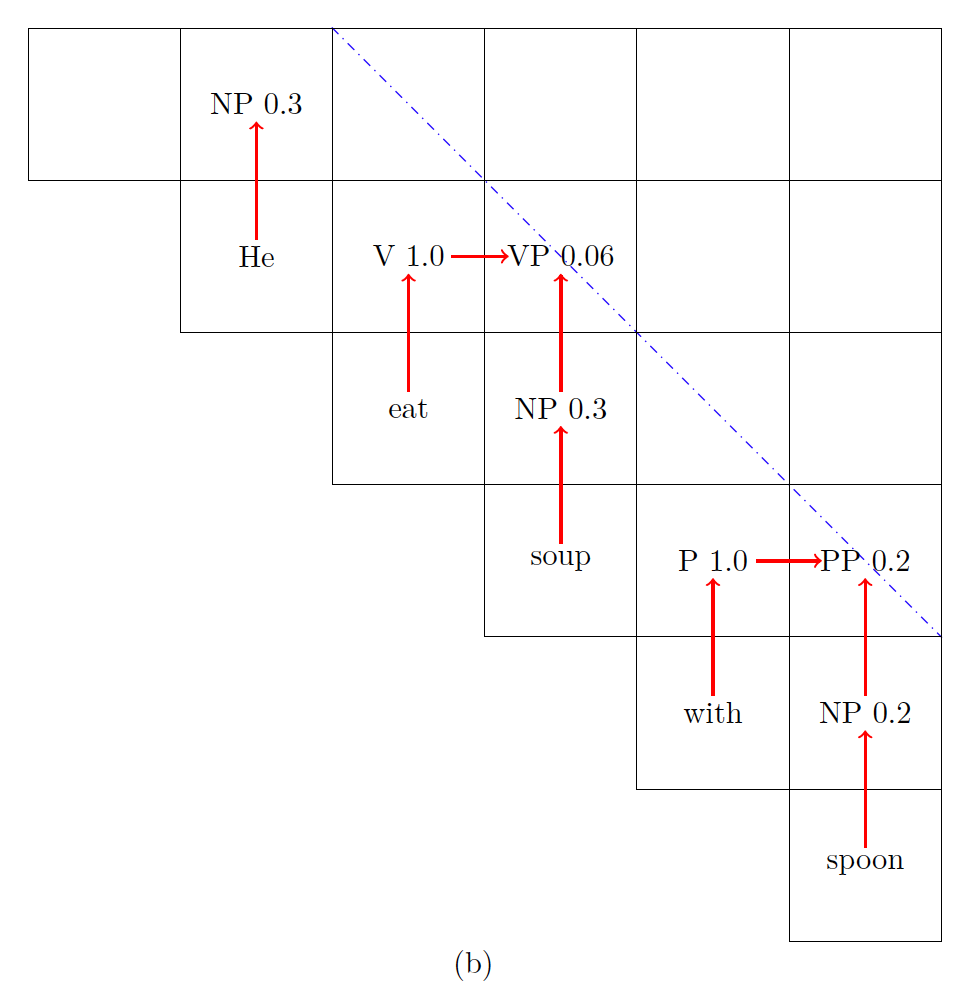 NP 0.3
He
V 1.0
VP 0.06
eat
NP 0.3
soup
P 1.0
PP 0.2
with
NP 0.2
spoon
(b)